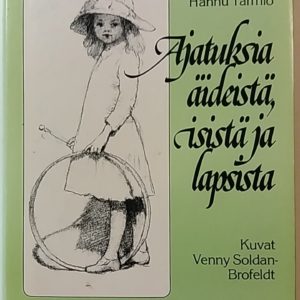 Hannu Tarmio
Ajatuksia
äideistä,
isistä ja
lapsista
Kuvat
Venny Soldan-
Brofeldt